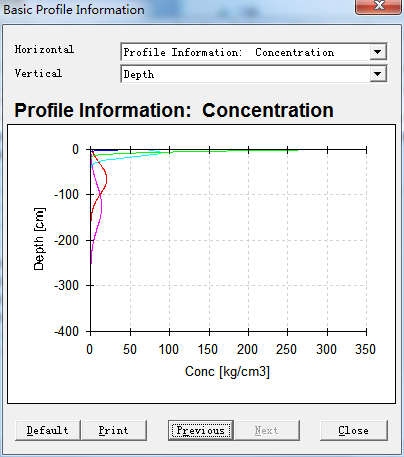 Basic Profile Information
Horizontal
Profile Information: Concentration
Vertical
Depth
Profile Information: Concentration
0
-100
-200
-300
-400
Depth [cm]
0 50 100 150 200 250 300 350
Conc [kg/cm3]
Default Print Previous Next Close